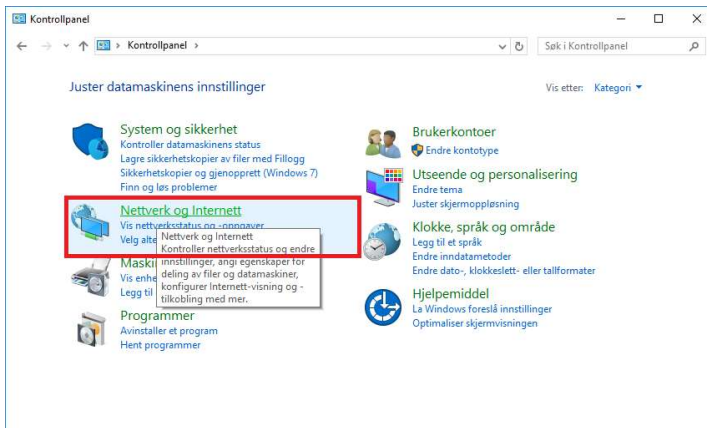 Kontrollpanel
Kontrollpanel
Søk i Kontrollpanel
Juster datamaskinens innstillinger
Vis etter: Kategori
System og sikkerhet
Kontroller datamaskinens status
Lagre sikkerhetskopier av filer med Fillogg
Sikkerhetskopier og gjenopprett (Windows 7)
Finn og løs problemer
Nettverk og Internett
Vis nettverksstatus og -oppgaver
Velg alte
Nettverk og Internett
Kontroller nettverksstatus og endre
innstillinger, angi egenskaper for
deling av filer og datamaskiner,
konfigurer Internett-visning og -
tilkobling med mer.
Maski
Vis enhe
Legg til
Programmer
Avinstaller et program
Hent programmer
Brukerkontoer
Endre kontotype
Utseende og personalisering
Endre tema
Juster skjermoppløsning
Klokke, språk og område
Legg til et språk
Endre inndatametoder
Endre dato-, klokkeslett- eller tallformater
Hjelpemiddel
La Windows foreslå innstillinger
Optimaliser skjermvisningen